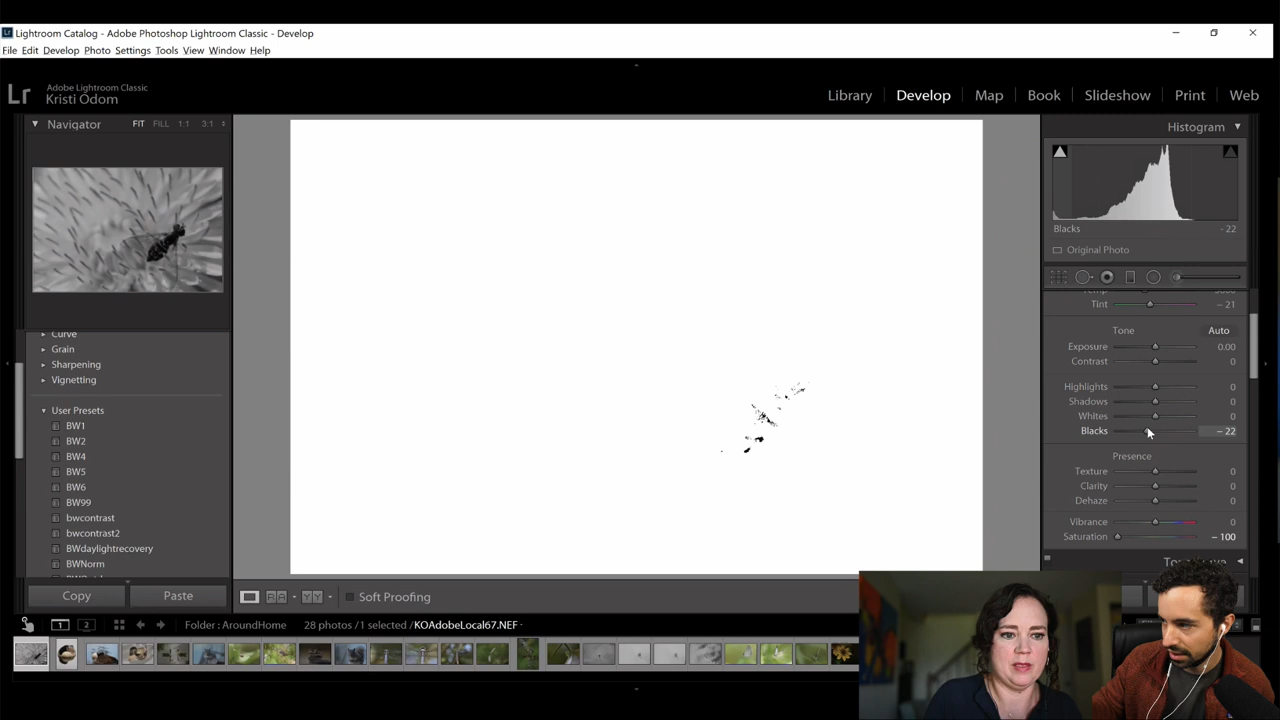 Lightroom Catalog - Adobe Photoshop Lightroom Classic - Develop
File Edit Develop Photo Settings Tools View Window Help
Lr
Adobe Lightroom Classic
Kristi Odom
Library Develop Map Book Slideshow Print Web
Navigator FIT FILL 1:1 3:1
Histogram
Blacks - 22
Original Photo
Tint - 21
Tone Auto
Exposure 0.00
Contrast 0
Highlights 0
Shadows 0
Whites 0
Blacks - 22
Presence
Texture 0
Clarity 0
Dehaze 0
Vibrance 0
Saturation - 100
Curve
Grain
Sharpening
Vignetting
User Presets
BW1
BW2
BW4
BW5
BW6
BW99
bwcontrast
bwcontrast2
BWdaylightrecovery
BWNorm
Copy Paste
Soft Proofing
1 2 Folder : AroundHome 28 photos /1 selected /KOAdobeLocal67.NEF